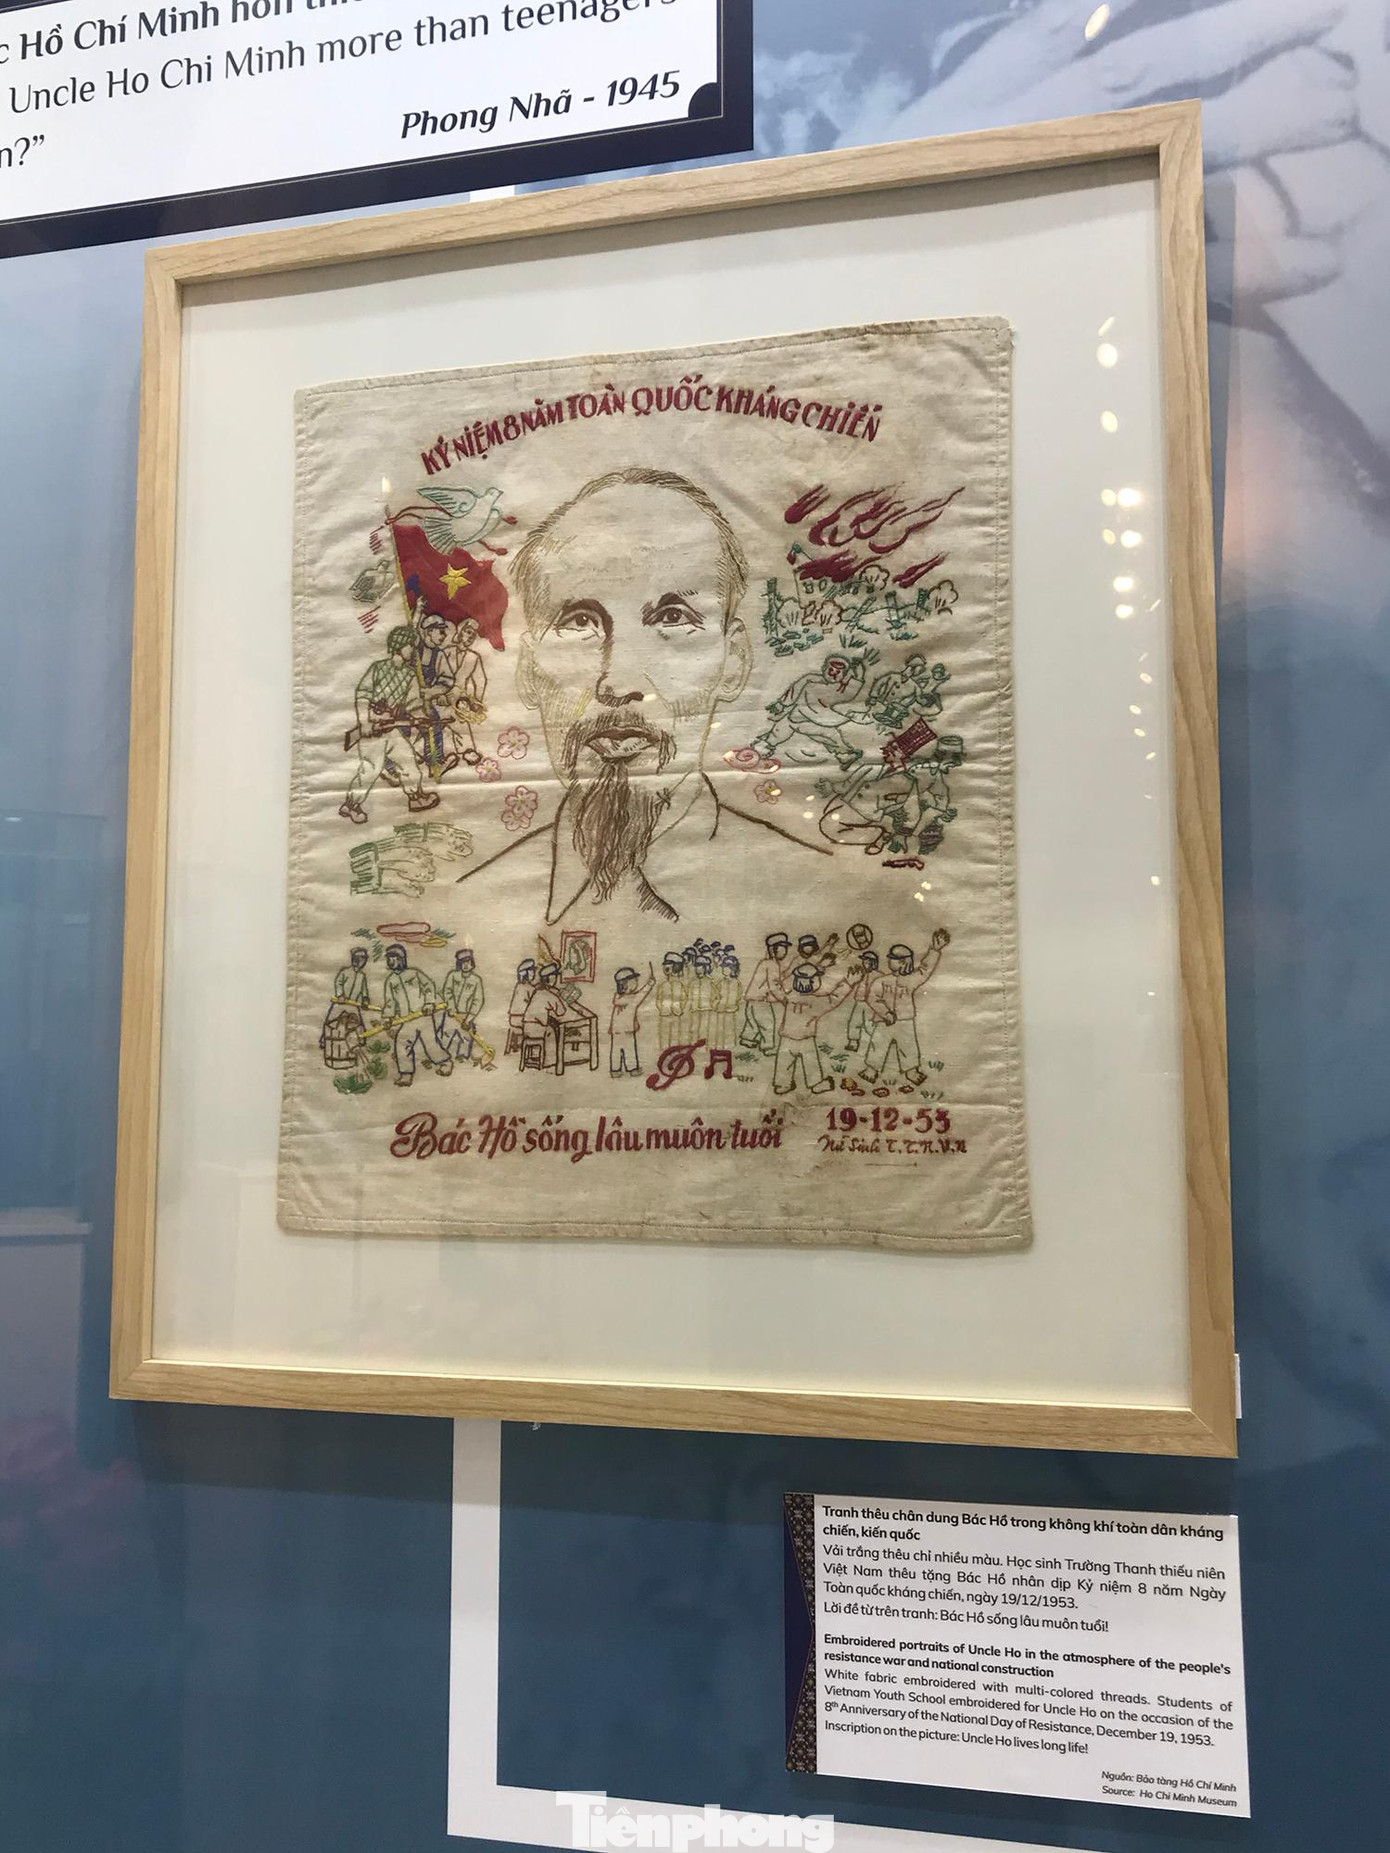 Hồ Chí Minh hơn
Uncle Ho Chi Minh more than teenagers
n?”
Phong Nhã - 1945
KỶ NIỆM 8 NĂM TOÀN QUỐC KHÁNG CHIẾN
Bác Hồ sống lâu muôn tuổi
19-12-53
T.T.N.V.N
Tranh thêu chân dung Bác Hồ trong không khí toàn dân kháng
chiến, kiến quốc
Vải trắng thêu chỉ nhiều màu. Học sinh Trường Thanh thiếu niên
Việt Nam thêu tặng Bác Hồ nhân dịp Kỷ niệm 8 năm Ngày
Toàn quốc kháng chiến, ngày 19/12/1953.
Lời đề từ trên tranh: Bác Hồ sống lâu muôn tuổi!
Embroidered portraits of Uncle Ho in the atmosphere of the people's
resistance war and national construction
White fabric embroidered with multi-colored threads. Students of
Vietnam Youth School embroidered for Uncle Ho on the occasion of the
8th Anniversary of the National Day of Resistance, December 19, 1953.
Inscription on the picture: Uncle Ho lives long life!
Nguồn: Bảo tàng Hồ Chí Minh
Source: Ho Chi Minh Museum
Tiênphong